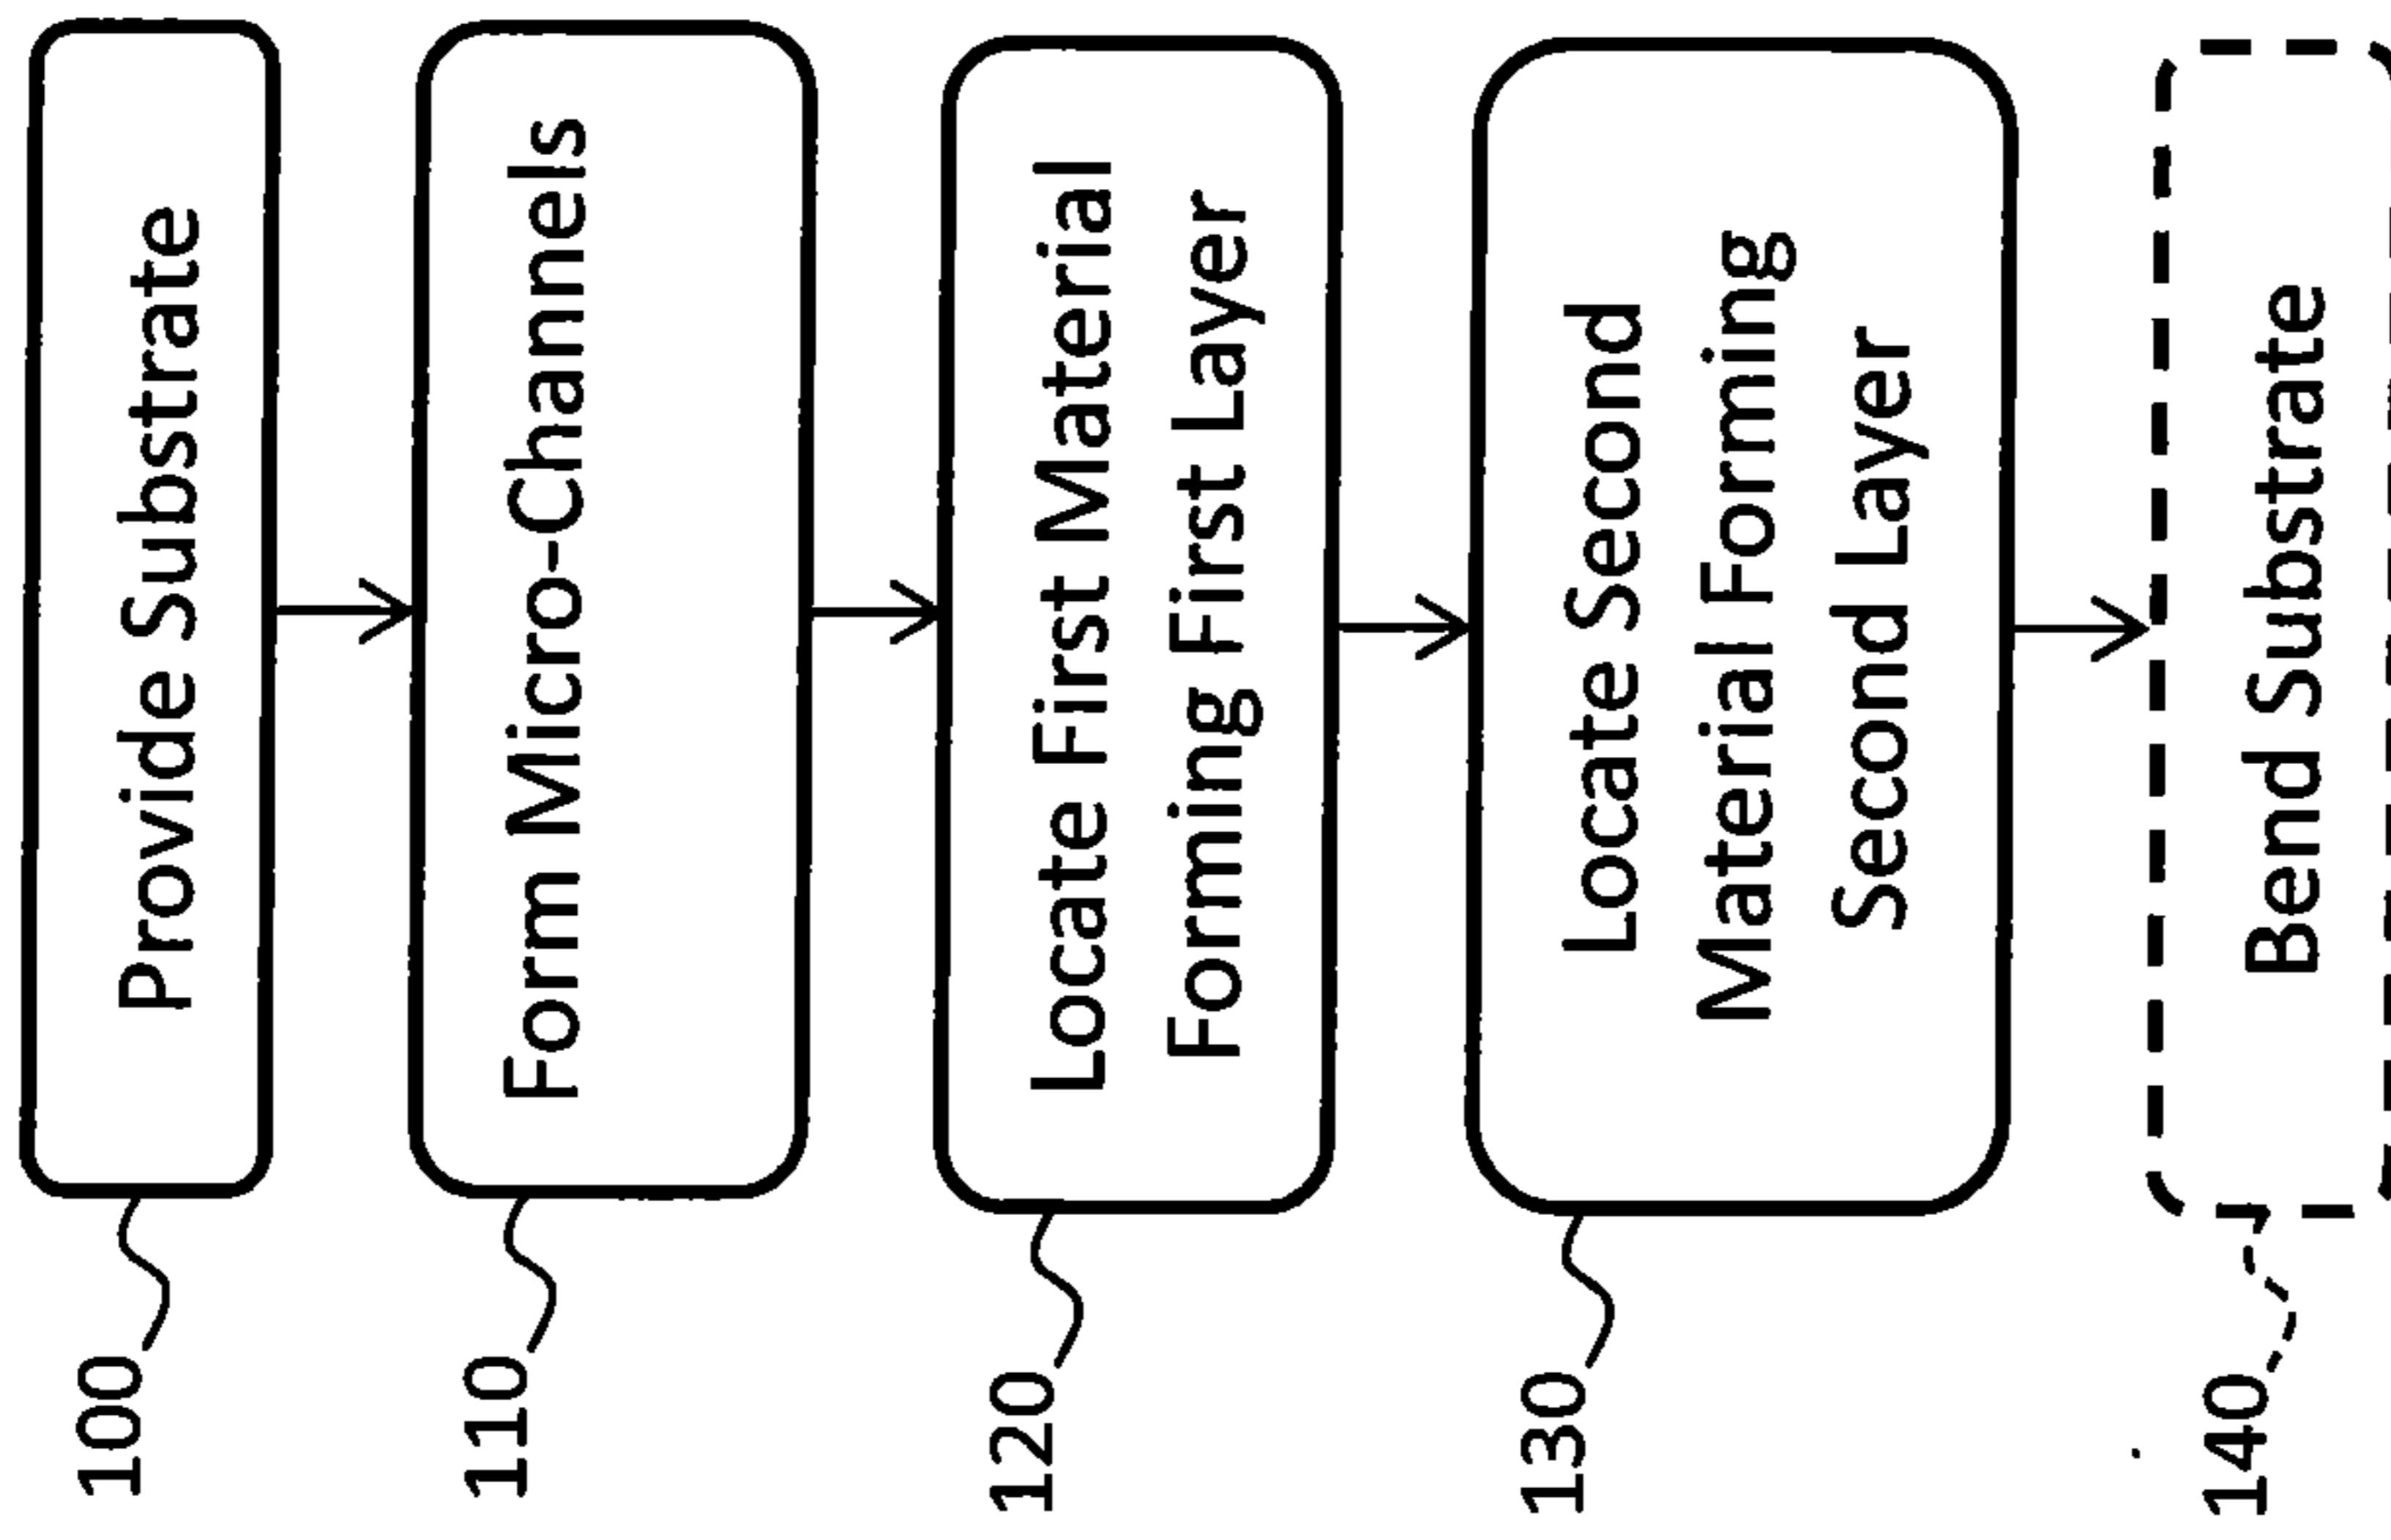 100
Provide Substrate
110
Form Micro-Channels
120
Locate First Material
Forming First Layer
130
Locate Second
Material Forming
Second Layer
140
Bend Substrate